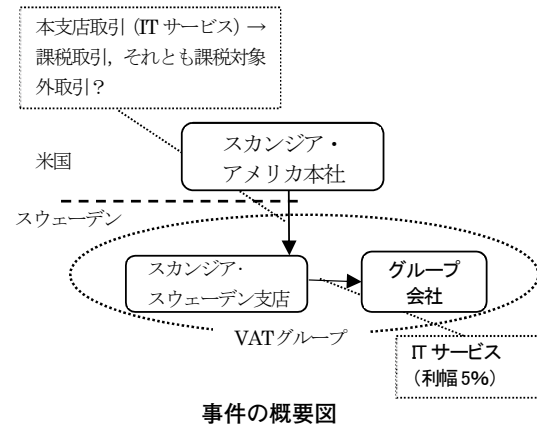 本支店取引（IT サービス）→
課税取引，それとも課税対象
外取引？
スカンジア・
アメリカ本社
米国
スウェーデン
スカンジア・
スウェーデン支店
グループ
会社
VATグループ
IT サービス
（利幅 5%）
事件の概要図